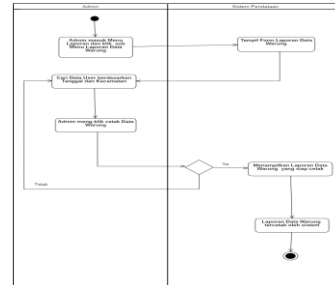 Admin
Sistem Pendataan
Admin masuk Menu
Laporan dan klik sub
Menu Laporan Data
Warung
Tampil Form Laporan Data
Warung
Cari Data User berdasarkan
Tanggal dan Kecamatan
Admin meng klik cetak Data
Warung
Ya
Menampilkan Laporan Data
Warung yang siap cetak
Tidak
Laporan Data Warung
tercetak oleh sistem